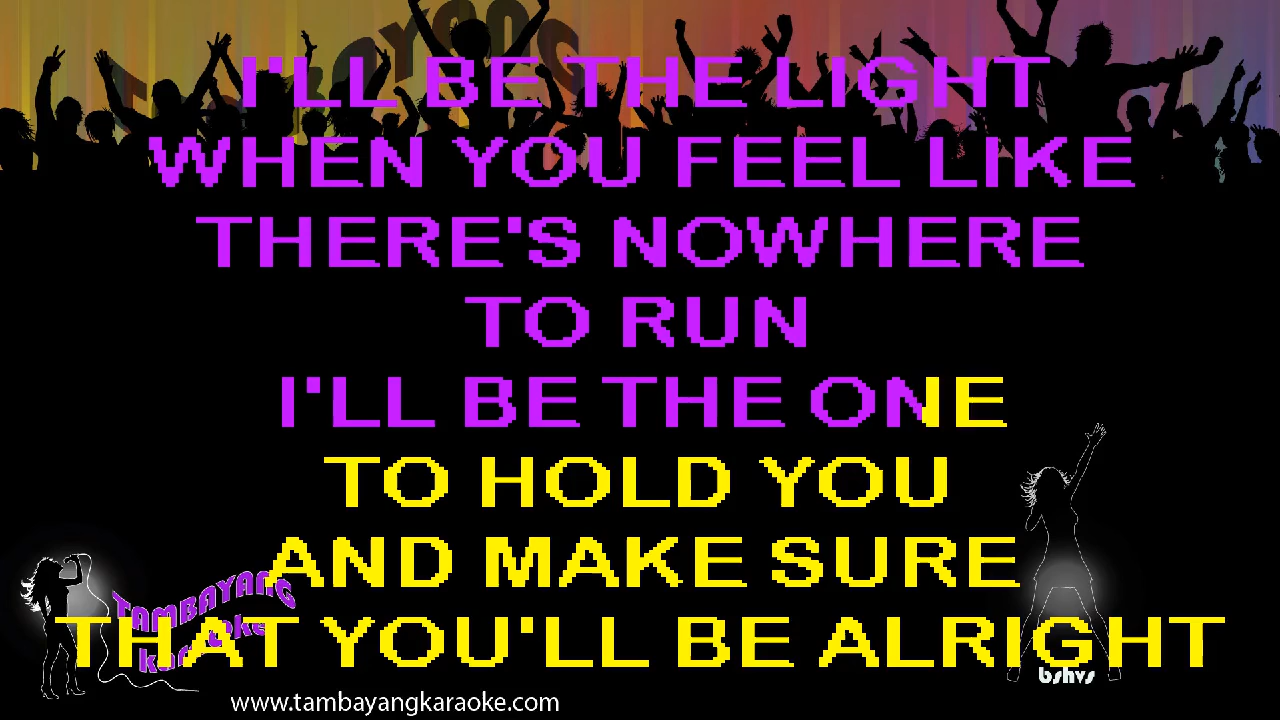 I'LL BE THE LIGHT
WHEN YOU FEEL LIKE
THERE'S NOWHERE
TO RUN
I'LL BE THE ONE
TO HOLD YOU
AND MAKE SURE
THAT YOU'LL BE ALRIGHT
TAMBAYANG
karaoke
bshvs
www.tambayangkaraoke.com